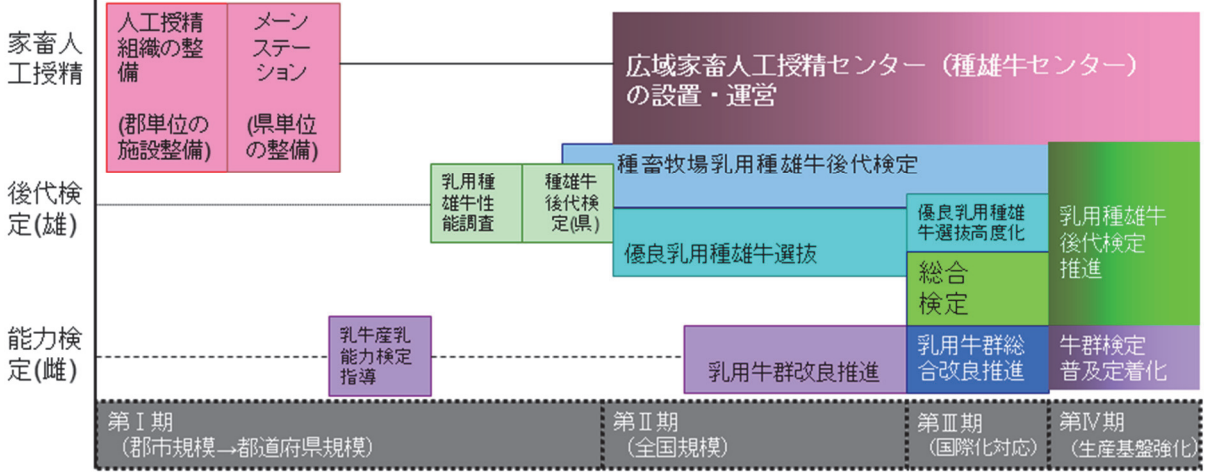 家畜人
工授精
人工授精
組織の整
備
(郡単位の
施設整備)
メーン
ステー
ション
(県単位
の整備)
広域家畜人工授精センター（種雄牛センター）
の設置・運営
後代検
定(雄)
乳用種
雄牛性
能調査
種雄牛
後代検
定(県)
種畜牧場乳用種雄牛後代検定
優良乳用種雄牛選抜
優良乳用種雄
牛選抜高度化
総合
検定
乳用種雄牛
後代検定
推進
能力検
定(雌)
乳牛産乳
能力検定
指導
乳用牛群改良推進
乳用牛群総
合改良推進
牛群検定
普及定着化
第Ⅰ期
（郡市規模→都道府県規模）
第Ⅱ期
（全国規模）
第Ⅲ期
（国際化対応）
第Ⅳ期
（生産基盤強化）